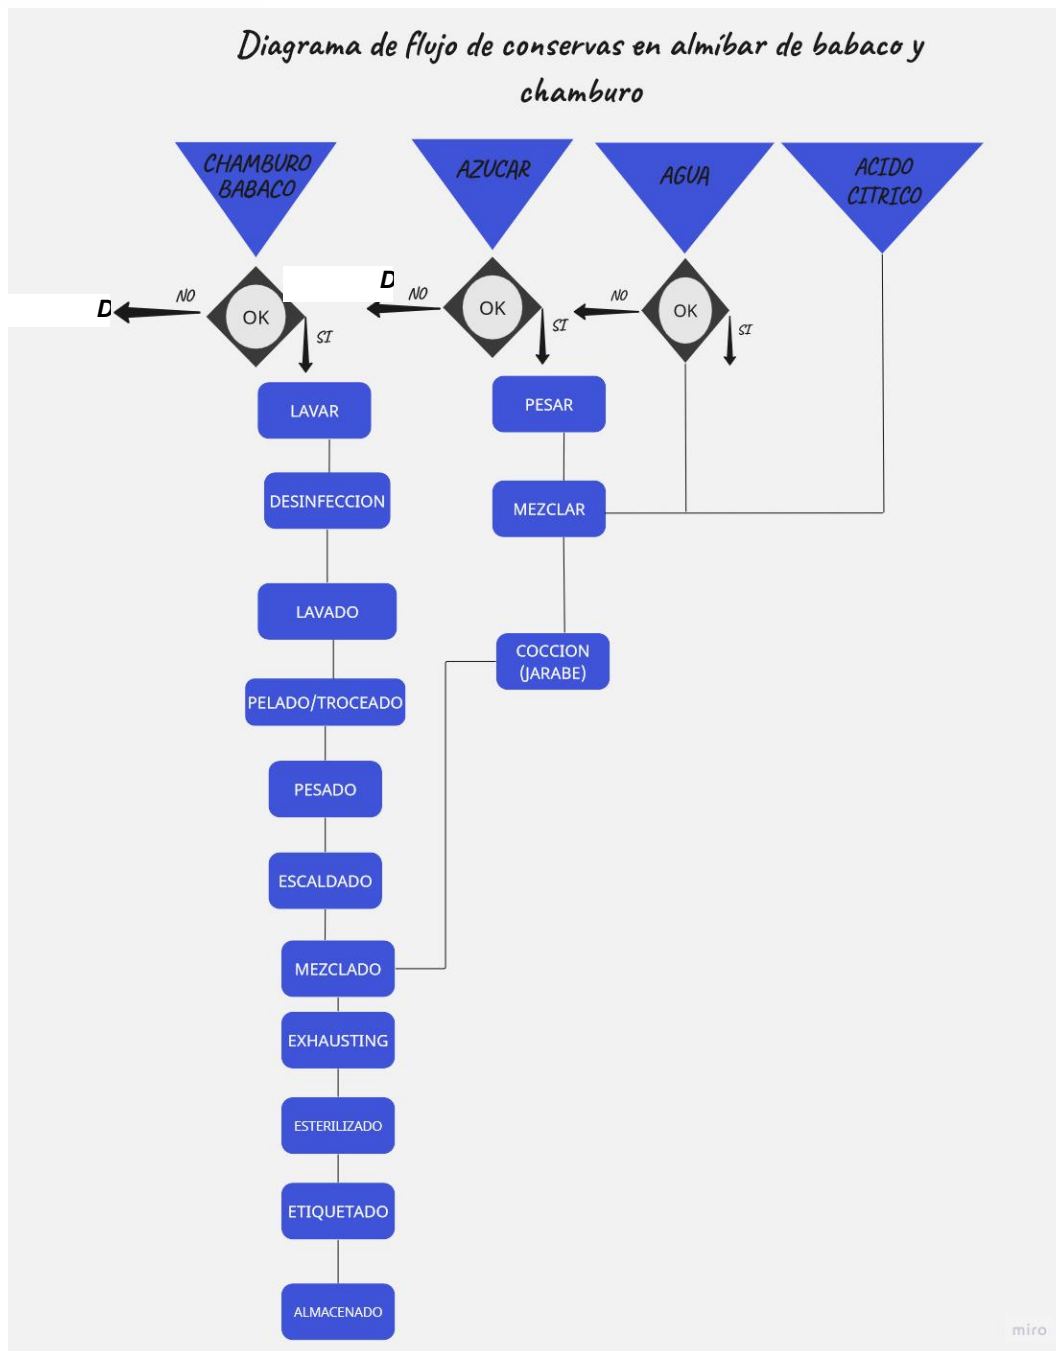 Diagrama de flujo de conservas en almíbar de babaco y
chamburo
CHAMBURO
BABACO
AZUCAR
AGUA
ACIDO
CITRICO
D
NO
OK
SI
D
NO
OK
SI
NO
OK
SI
LAVAR
PESAR
DESINFECCION
MEZCLAR
LAVADO
COCCION
(JARABE)
PELADO/TROCEADO
PESADO
ESCALDADO
MEZCLADO
EXHAUSTING
ESTERILIZADO
ETIQUETADO
ALMACENADO
miro